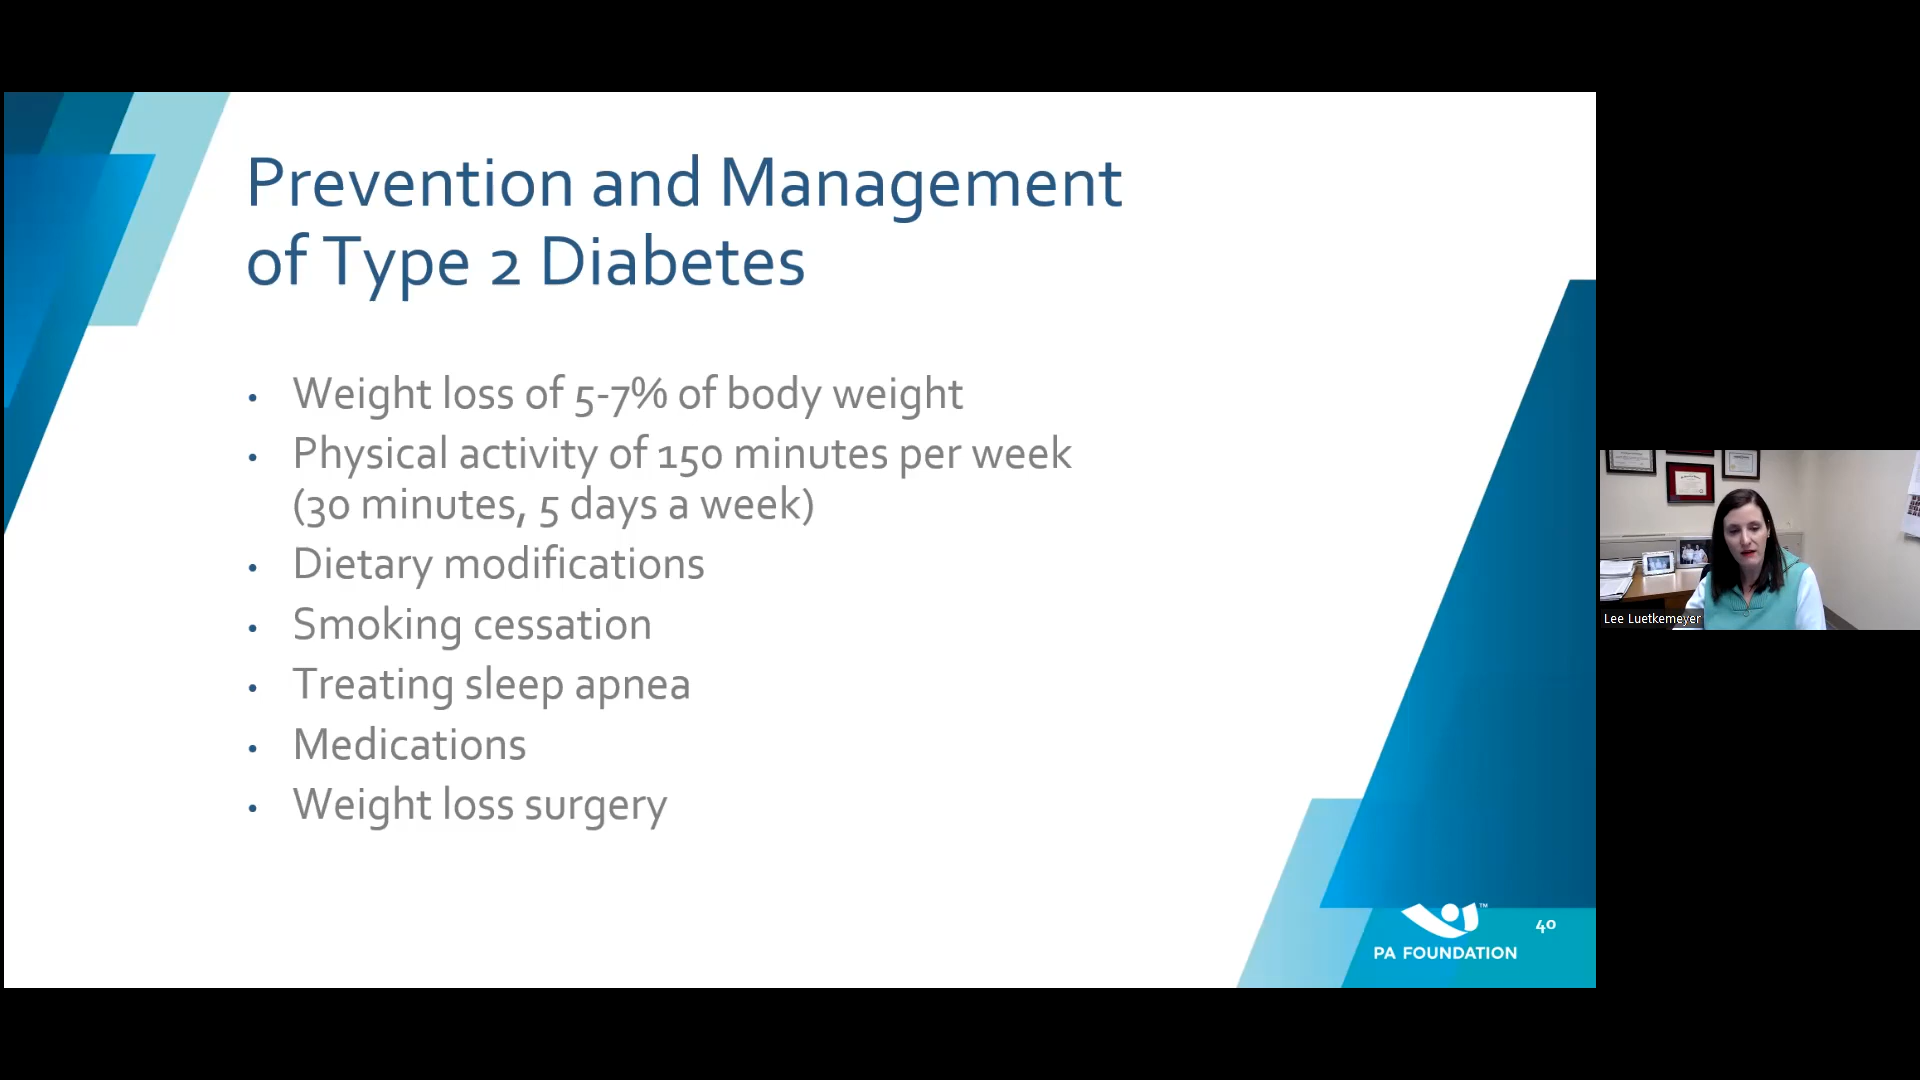 Prevention and Management
of Type 2 Diabetes
• Weight loss of 5-7% of body weight
• Physical activity of 150 minutes per week
(30 minutes, 5 days a week)
• Dietary modifications
• Smoking cessation
• Treating sleep apnea
• Medications
• Weight loss surgery
™
PA FOUNDATION
40
Lee Luetkemeyer